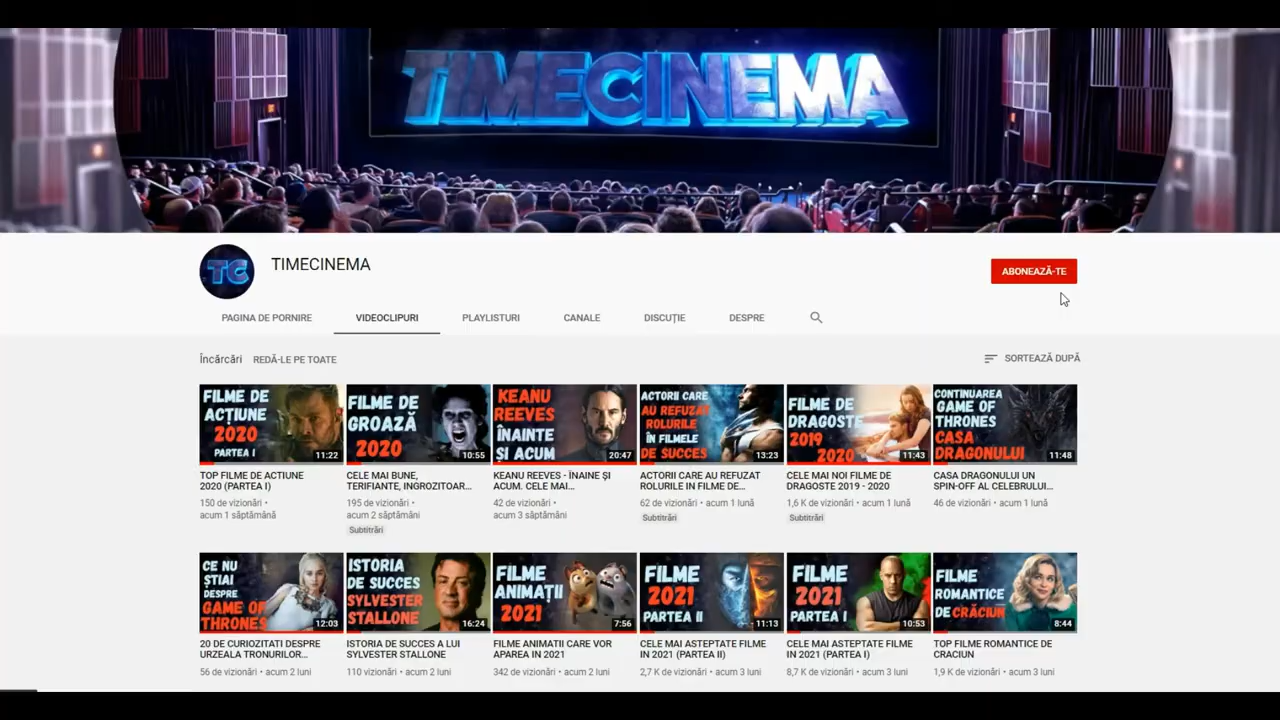 TIMECINEMA
TC
TIMECINEMA
ABONEAZĂ-TE
PAGINA DE PORNIRE
VIDEOCLIPURI
PLAYLISTURI
CANALE
DISCUȚIE
DESPRE
Încărcări
REDĂ-LE PE TOATE
SORTEAZĂ DUPĂ
FILME DE
ACȚIUNE
2020
PARTEA I
11:22
FILME DE
GROAZĂ
2020
10:55
KEANU
REEVES
ÎNAINTE
ȘI ACUM
20:47
ACTORII CARE
AU REFUZAT
ROLURILE
ÎN FILMELE
DE SUCCES
13:23
FILME DE
DRAGOSTE
2019
2020
11:43
CONTINUAREA
GAME OF
THRONES
CASA
DRAGONULUI
11:48
TOP FILME DE ACTIUNE
2020 (PARTEA I)
150 de vizionări •
acum 1 săptămână
CELE MAI BUNE,
TERIFIANTE, INGROZITOAR...
195 de vizionări •
acum 2 săptămâni
Subtitrări
KEANU REEVES - ÎNAINE ȘI
ACUM. CELE MAI...
42 de vizionări •
acum 3 săptămâni
ACTORII CARE AU REFUZAT
ROLURILE IN FILME DE...
62 de vizionări • acum 1 lună
Subtitrări
CELE MAI NOI FILME DE
DRAGOSTE 2019 - 2020
1,6 K de vizionări • acum 1 lună
Subtitrări
CASA DRAGONULUI UN
SPIN-OFF AL CELEBRULUI...
46 de vizionări • acum 1 lună
CE NU
ȘTIAI
DESPRE
GAME OF
THRONES
12:03
ISTORIA
DE SUCCES
SYLVESTER
STALLONE
16:24
FILME
ANIMAȚII
2021
7:56
FILME
2021
PARTEA II
11:13
FILME
2021
PARTEA I
10:53
FILME
ROMANTICE
DE CRĂCIUN
8:44
20 DE CURIOZITATI DESPRE
URZEALA TRONURILOR...
56 de vizionări • acum 2 luni
ISTORIA DE SUCCES A LUI
SYLVESTER STALLONE
110 vizionări • acum 2 luni
FILME ANIMATII CARE VOR
APAREA IN 2021
342 de vizionări • acum 2 luni
CELE MAI ASTEPTATE FILME
IN 2021 (PARTEA II)
2,7 K de vizionări • acum 3 luni
CELE MAI ASTEPTATE FILME
IN 2021 (PARTEA I)
8,7 K de vizionări • acum 3 luni
TOP FILME ROMANTICE DE
CRACIUN
1,9 K de vizionări • acum 3 luni